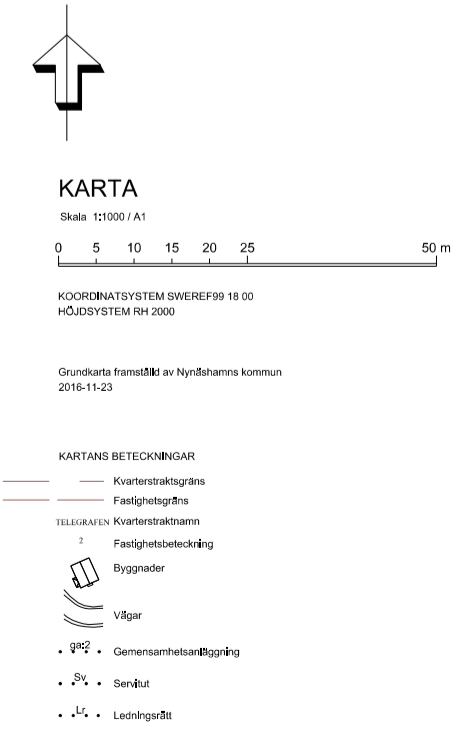 KARTA
Skala 1:1000 / A1
0 5 10 15 20 25 50 m
KOORDINATSYSTEM SWEREF99 18 00
HÖJDSYSTEM RH 2000
Grundkarta framställd av Nynäshamns kommun
2016-11-23
KARTANS BETECKNINGAR
Kvarterstraktsgräns
Fastighetsgräns
TELEGRAFEN Kvarterstraktnamn
2 Fastighetsbeteckning
Byggnader
Vägar
ga:2 Gemensamhetsanläggning
Sv Servitut
Lr Ledningsrätt